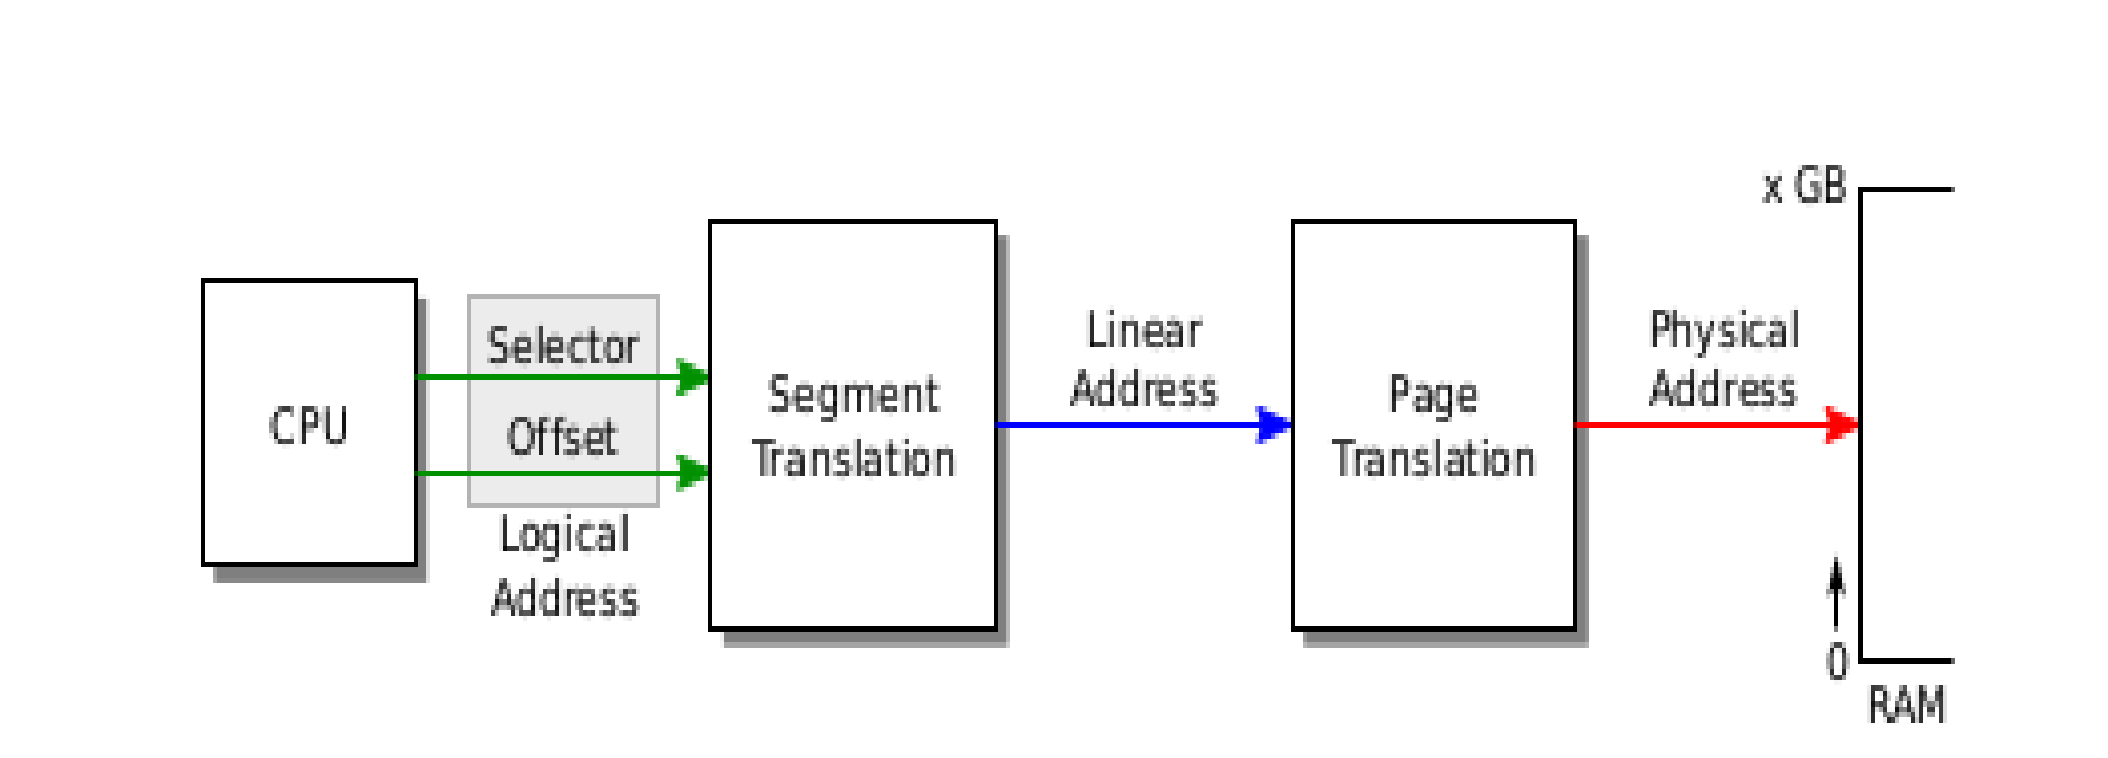 x GB
CPU
Selector
Offset
Logical
Address
Segment
Translation
Linear
Address
Page
Translation
Physical
Address
0
RAM